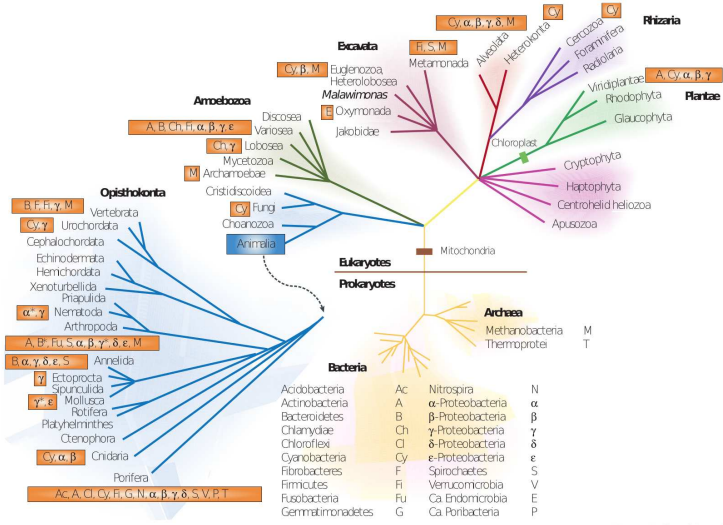 Cy, α, β, γ, δ, M
Cy
Cy
Rhizaria
Excavata
Fi, S, M
Alveolata
Heterokonta
Cercozoa
Foraminifera
Radiolaria
Cy, β, M
Euglenozoa,
Heterolobosea
Metamonada
A, Cy, α, β, γ
Malawimonas
Viridiplantae
Plantae
Amoebozoa
E
Oxymonada
Rhodophyta
Discosea
Jakobidae
Glaucophyta
A, B, Ch, Fi, α, β, γ, ε
Variosea
Chloroplast
Ch, γ
Lobosea
Mycetozoa
Cryptophyta
M
Archamoebae
Haptophyta
Opisthokonta
Cristidiscoidea
Centrohelid heliozoa
B, F, Fi, γ, M
Vertebrata
Cy
Fungi
Apusozoa
Cy, γ
Urochordata
Choanozoa
Cephalochordata
Animalia
Mitochondria
Echinodermata
Eukaryotes
Hemichordata
Prokaryotes
Xenoturbellida
Priapulida
Archaea
α*, γ
Nematoda
Methanobacteria M
Arthropoda
Thermoprotei T
A, B*, Fu, S, α, β, γ*, δ, ε, M
B, α, γ, δ, ε, S
Annelida
Bacteria
γ
Ectoprocta
Sipunculida
γ*, ε
Mollusca
Rotifera
Platyhelminthes
Ctenophora
Cy, α, β
Cnidaria
Porifera
Ac, A, Cl, Cy, Fi, G, N, α, β, γ, δ, S, V, P, T
Acidobacteria Ac Nitrospira N
Actinobacteria A α-Proteobacteria α
Bacteroidetes B β-Proteobacteria β
Chlamydiae Ch γ-Proteobacteria γ
Chloroflexi Cl δ-Proteobacteria δ
Cyanobacteria Cy ε-Proteobacteria ε
Fibrobacteres F Spirochaetes S
Firmicutes Fi Verrucomicrobia V
Fusobacteria Fu Ca. Endomicrobia E
Gemmatimonadetes G Ca. Poribacteria P